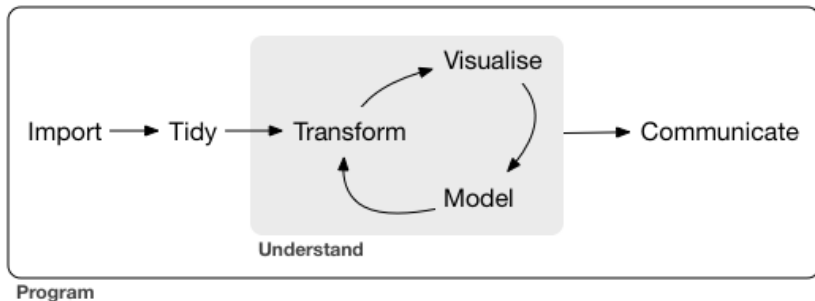 Visualise
Import
Tidy
Transform
Communicate
Model
Understand
Program